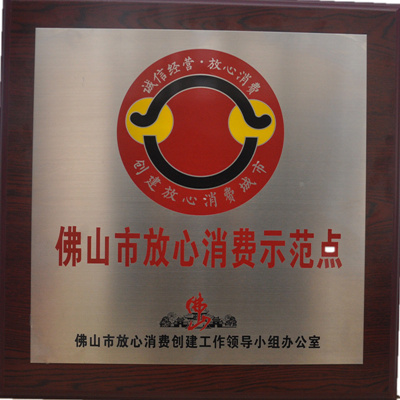 诚信经营·放心消费
创建放心消费城市
佛山市放心消费示范点
佛山
佛山市放心消费创建工作领导小组办公室